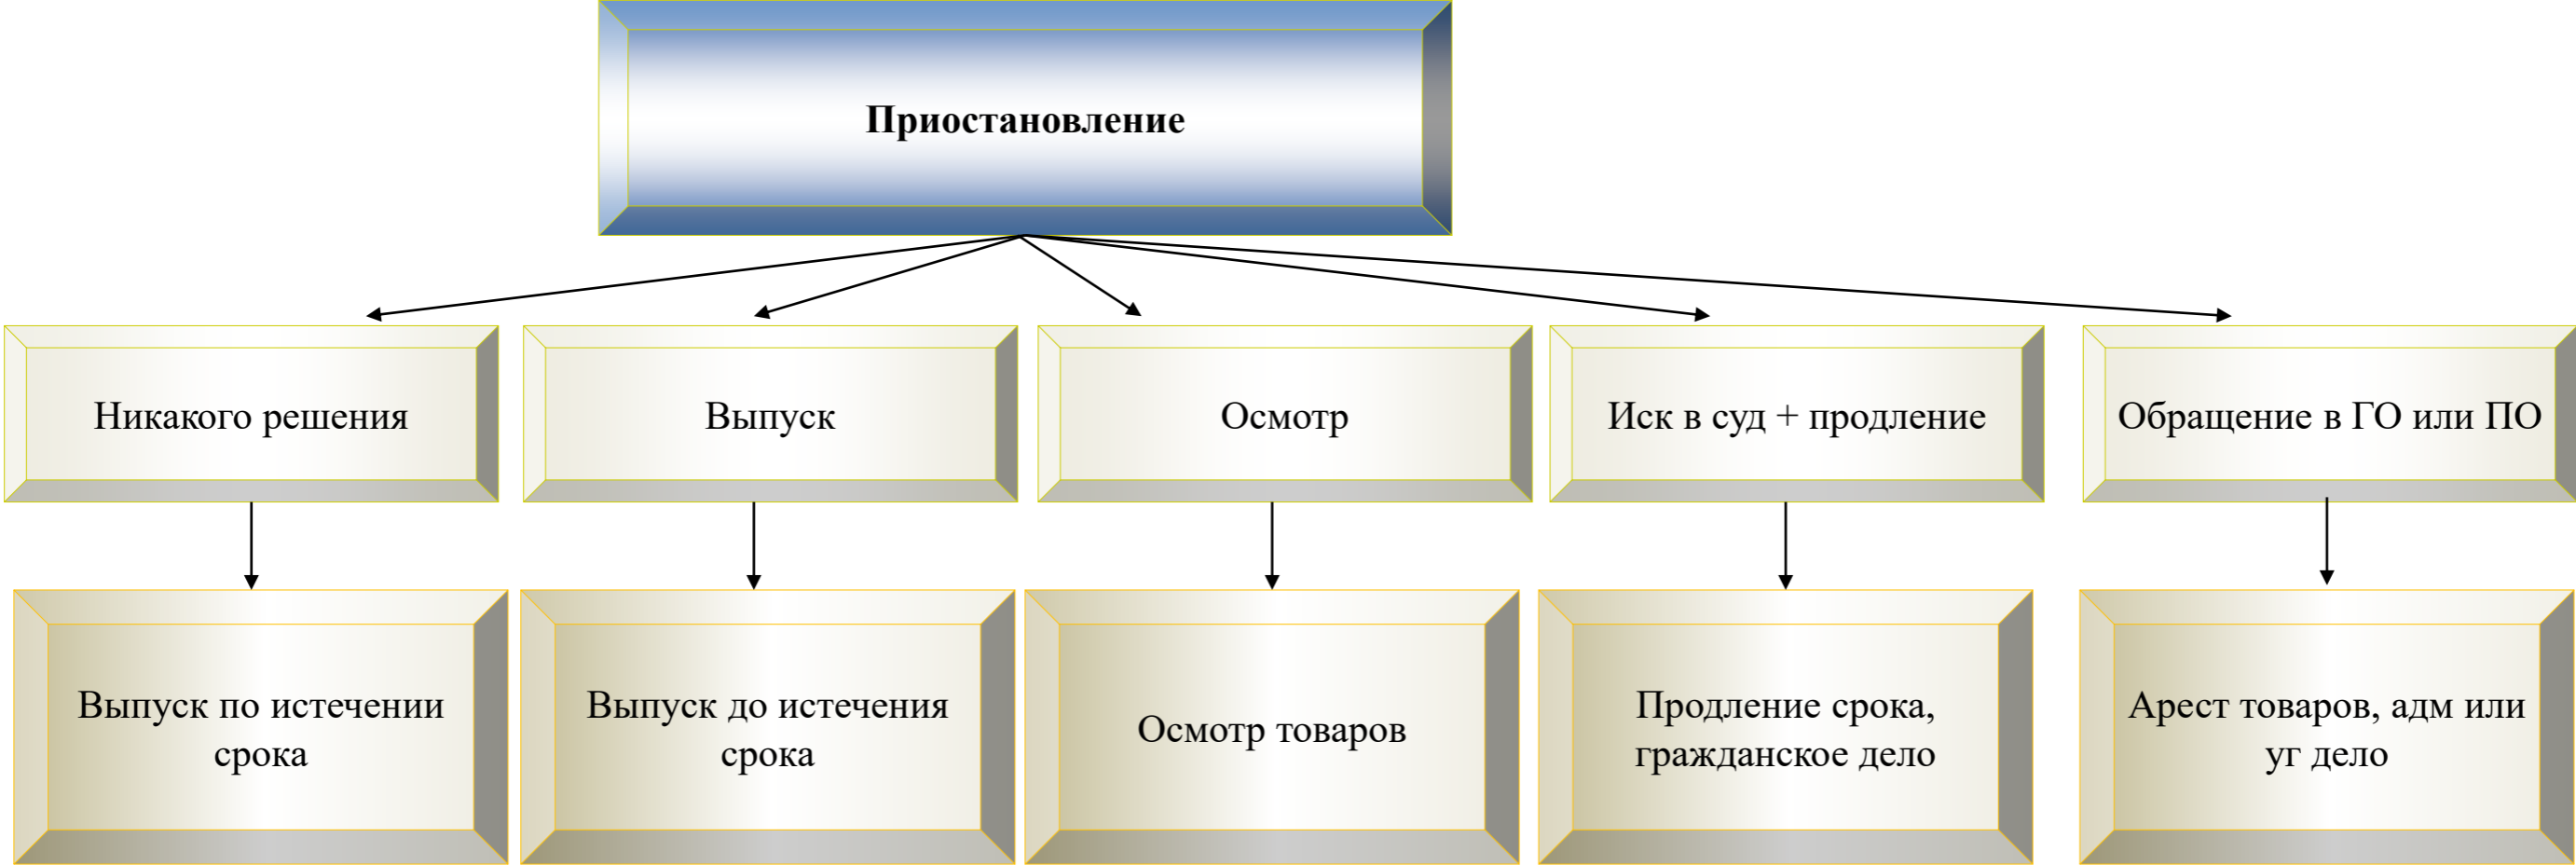 Приостановление
Никакого решения
Выпуск
Осмотр
Иск в суд + продление
Обращение в ГО или ПО
Выпуск по истечении
срока
Выпуск до истечения
срока
Осмотр товаров
Продление срока,
гражданское дело
Арест товаров, адм или
уг дело